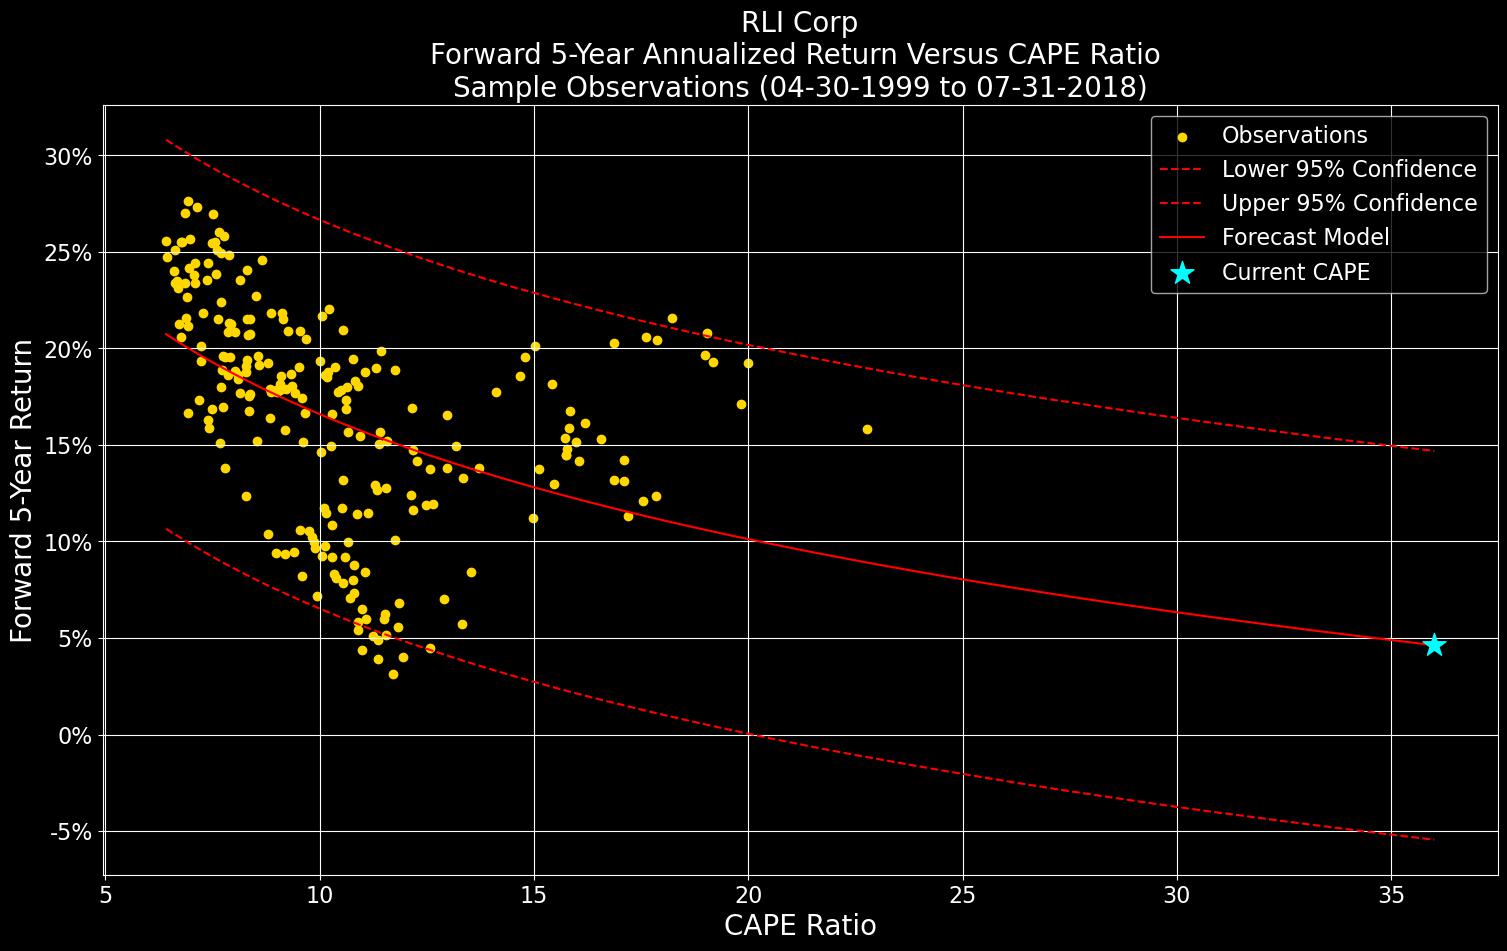 RLI Corp
Forward 5-Year Annualized Return Versus CAPE Ratio
Sample Observations (04-30-1999 to 07-31-2018)
Observations
Lower 95% Confidence
Upper 95% Confidence
Forecast Model
Current CAPE
Forward 5-Year Return
30%
25%
20%
15%
10%
5%
0%
-5%
5 10 15 20 25 30 35
CAPE Ratio